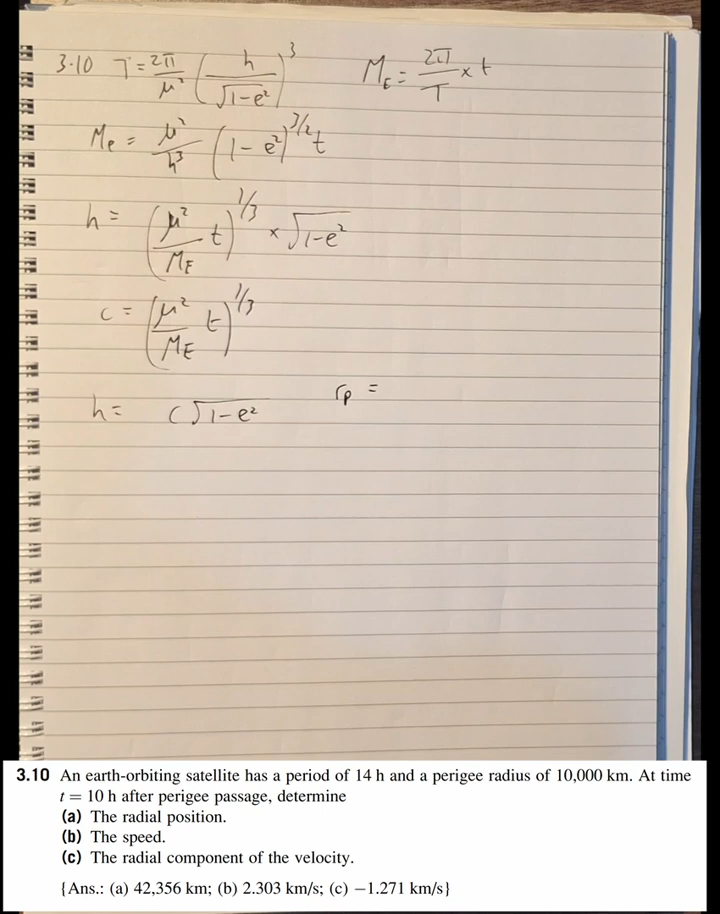 3.10 T = 2π/μ² (h/√1-e²)³ M_E = 2π/T × t
M_e = μ²/h³ (1-e²)^3/2 t
h = (μ²/M_E t)^1/3 × √1-e²
c = (μ²/M_E t)^1/3
h = C√1-e² r_p =
3.10 An earth-orbiting satellite has a period of 14 h and a perigee radius of 10,000 km. At time
t = 10 h after perigee passage, determine
(a) The radial position.
(b) The speed.
(c) The radial component of the velocity.
{Ans.: (a) 42,356 km; (b) 2.303 km/s; (c) −1.271 km/s}